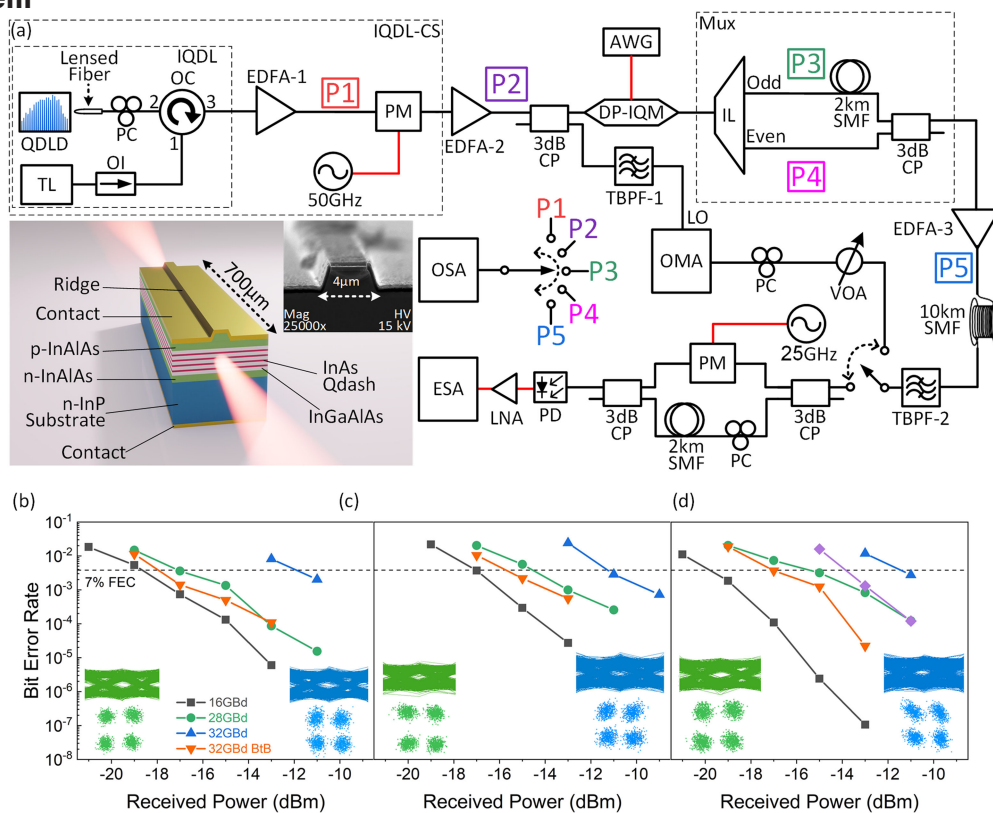 em
(a)
IQDL-CS
Mux
AWG
Lensed
Fiber
IQDL
OC
2
3
1
PC
QDLD
TL
OI
EDFA-1
P1
PM
50GHz
EDFA-2
P2
3dB
CP
DP-IQM
TBPF-1
LO
IL
Odd
P3
2km
SMF
Even
P4
3dB
CP
EDFA-3
P5
10km
SMF
OSA
P1
P2
P3
P4
P5
OMA
PC
VOA
25GHz
PM
ESA
LNA
PD
3dB
CP
2km
SMF
PC
3dB
CP
TBPF-2
Ridge
Contact
p-InAlAs
n-InAlAs
n-InP
Substrate
Contact
700μm
InAs
Qdash
InGaAlAs
4μm
Mag
25000x
HV
15 kV
(b)
(c)
(d)
Bit Error Rate
10-1
10-2
10-3
10-4
10-5
10-6
10-7
10-8
7% FEC
16GBd
28GBd
32GBd
32GBd BtB
-20 -18 -16 -14 -12 -10
-20 -18 -16 -14 -12 -10
-20 -18 -16 -14 -12 -10
Received Power (dBm)
Received Power (dBm)
Received Power (dBm)